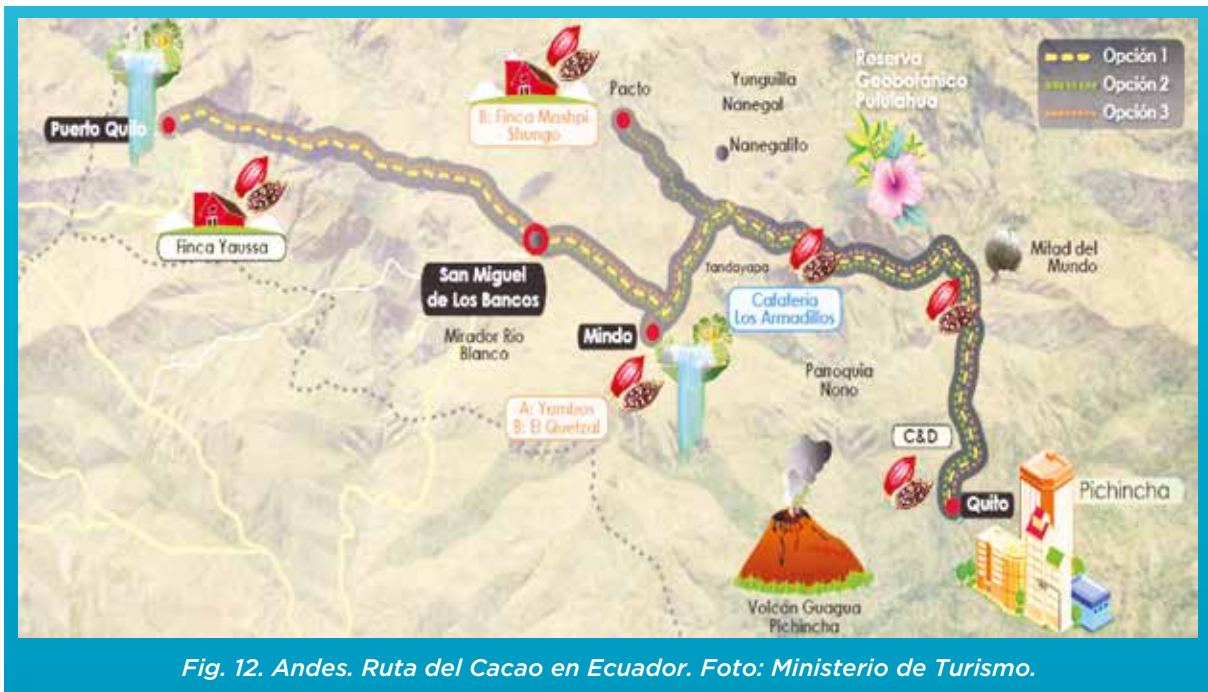 Opción 1
Opción 2
Opción 3
Reserva
Geobotánico
Pululahua
Yunguilla
Nanegal
Nanegalito
Pacto
B: Finca Mashpi
Shungo
Puerto Quito
Finca Yaussa
San Miguel
de Los Bancos
Mirador Río
Blanco
Mindo
A: Yumbos
B: El Quetzal
Tandayapa
Cafatería
Los Armadillos
Mitad del
Mundo
Parroquia
Nono
C&D
Quito
Pichincha
Volcán Guagua
Pichincha
Fig. 12. Andes. Ruta del Cacao en Ecuador. Foto: Ministerio de Turismo.